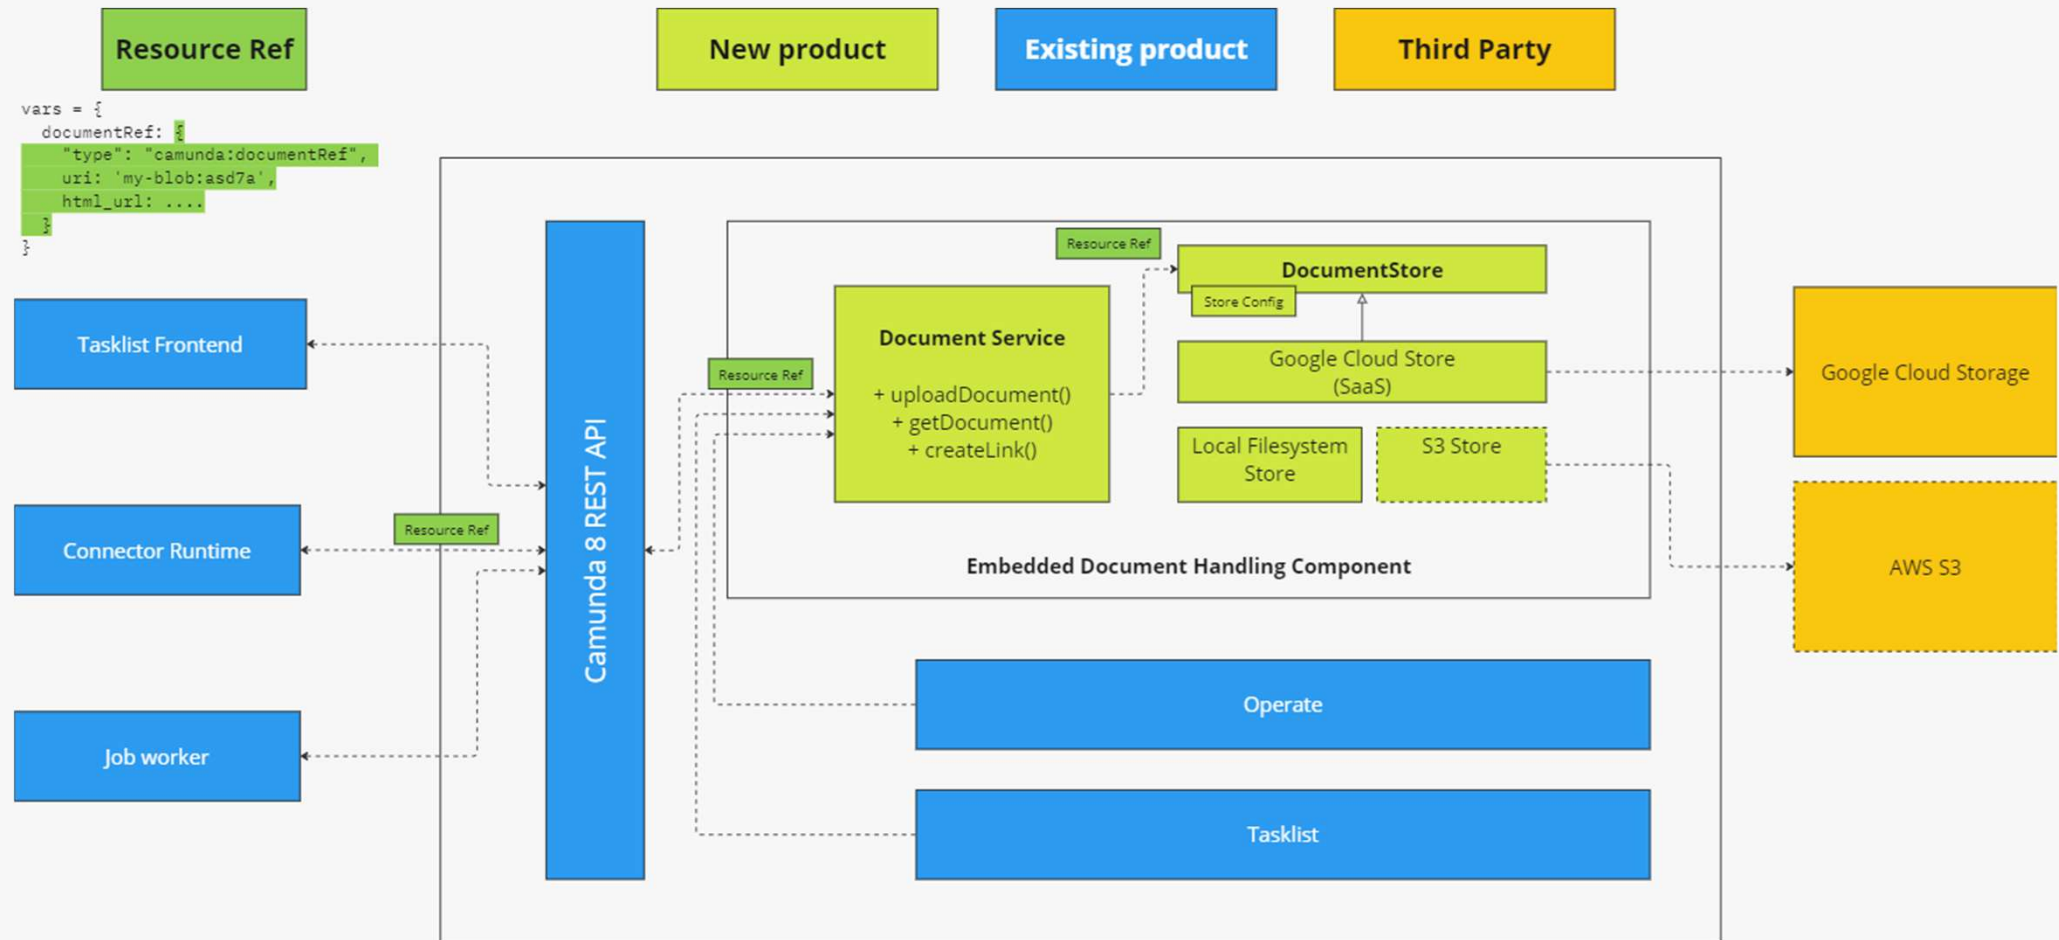 Resource Ref
New product
Existing product
Third Party
vars = {
documentRef: {
"type": "camunda:documentRef",
uri: 'my-blob:asd7a',
html_url: ....
}
}
Tasklist Frontend
Connector Runtime
Job worker
Resource Ref
Camunda 8 REST API
Resource Ref
Document Service
+ uploadDocument()
+ getDocument()
+ createLink()
Resource Ref
DocumentStore
Store Config
Google Cloud Store
(SaaS)
Local Filesystem
Store
S3 Store
Embedded Document Handling Component
Operate
Tasklist
Google Cloud Storage
AWS S3